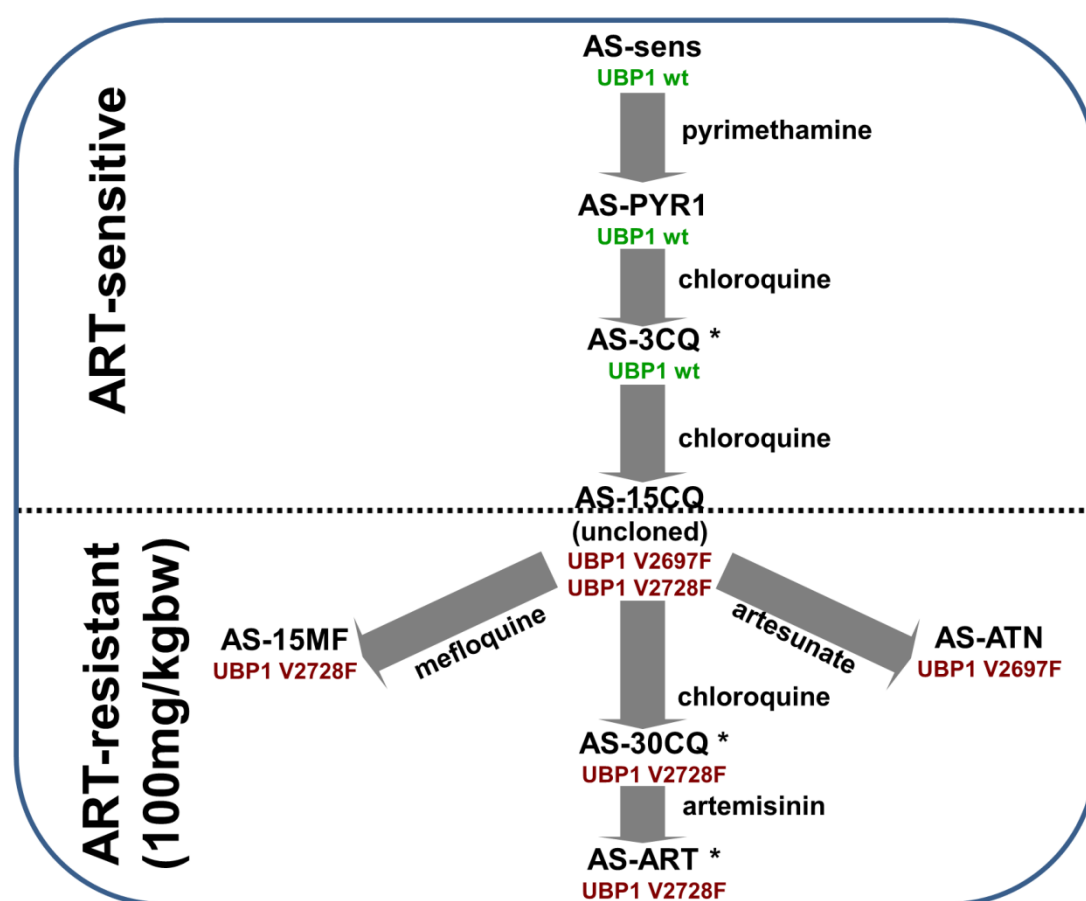 ART-sensitive
AS-sens
UBP1 wt
pyrimethamine
AS-PYR1
UBP1 wt
chloroquine
AS-3CQ *
UBP1 wt
chloroquine
AS-15CQ
(uncloned)
UBP1 V2697F
UBP1 V2728F
ART-resistant
(100mg/kgbw)
mefloquine
artesunate
AS-15MF
UBP1 V2728F
AS-ATN
UBP1 V2697F
chloroquine
AS-30CQ *
UBP1 V2728F
artemisinin
AS-ART *
UBP1 V2728F